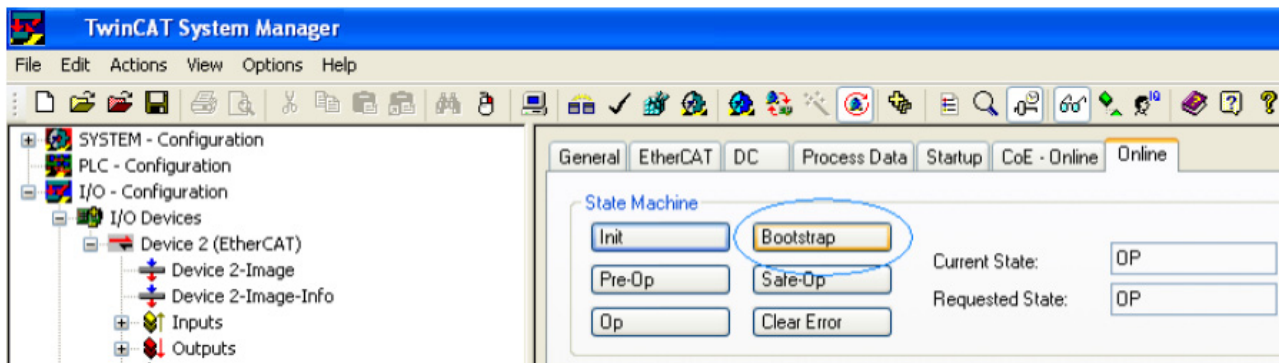 TwinCAT System Manager
File Edit Actions View Options Help
SYSTEM - Configuration
PLC - Configuration
I/O - Configuration
I/O Devices
Device 2 (EtherCAT)
Device 2-Image
Device 2-Image-Info
Inputs
Outputs
General EtherCAT DC Process Data Startup CoE - Online Online
State Machine
Init Bootstrap
Pre-Op Safe-Op
Op Clear Error
Current State: OP
Requested State: OP